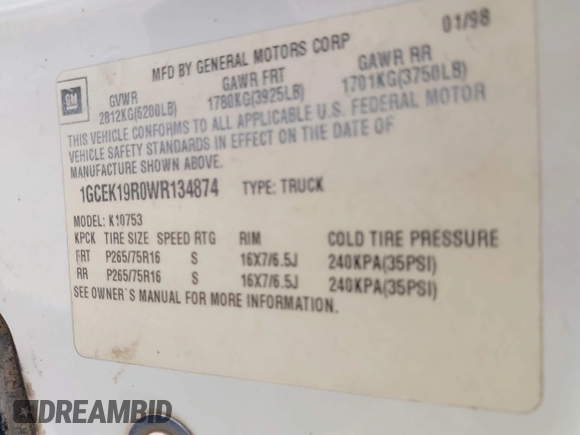 MFD BY GENERAL MOTORS CORP 01/98
GM
GVWR GAWR FRT GAWR RR
2812KG(6200LB) 1780KG(3925LB) 1701KG(3750LB)
THIS VEHICLE CONFORMS TO ALL APPLICABLE U.S. FEDERAL MOTOR
VEHICLE SAFETY STANDARDS IN EFFECT ON THE DATE OF
MANUFACTURE SHOWN ABOVE.
1GCEK19R0WR134874 TYPE: TRUCK
MODEL: K10753
KPCK TIRE SIZE SPEED RTG RIM COLD TIRE PRESSURE
FRT P265/75R16 S 16X7/6.5J 240KPA(35PSI)
RR P265/75R16 S 16X7/6.5J 240KPA(35PSI)
SEE OWNER'S MANUAL FOR MORE INFORMATION.
DREAMBID